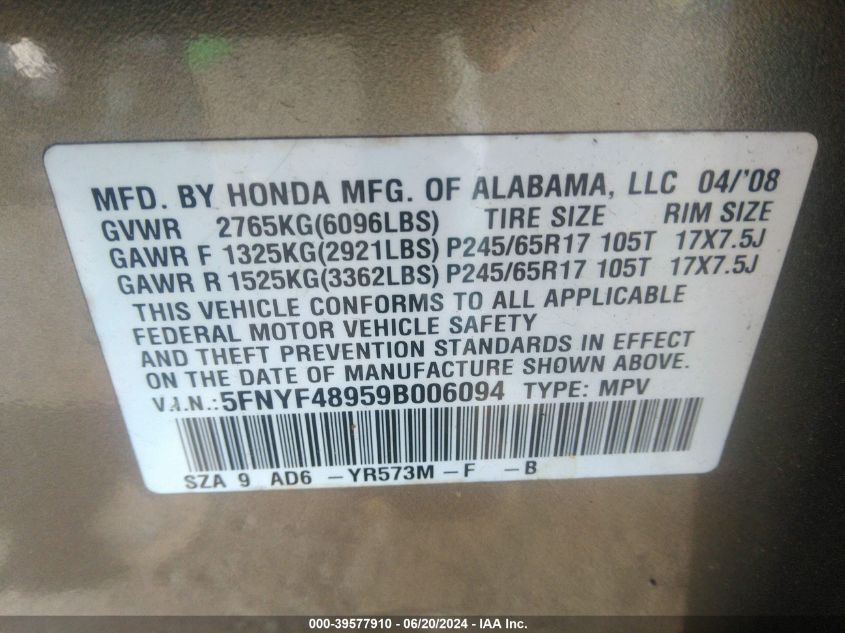 MFD. BY HONDA MFG. OF ALABAMA, LLC 04/'08
GVWR 2765KG(6096LBS) TIRE SIZE RIM SIZE
GAWR F 1325KG(2921LBS) P245/65R17 105T 17X7.5J
GAWR R 1525KG(3362LBS) P245/65R17 105T 17X7.5J
THIS VEHICLE CONFORMS TO ALL APPLICABLE
FEDERAL MOTOR VEHICLE SAFETY
AND THEFT PREVENTION STANDARDS IN EFFECT
ON THE DATE OF MANUFACTURE SHOWN ABOVE.
V.I.N.:5FNYF48959B006094 TYPE: MPV
SZA 9 AD6 -YR573M -F -B
000-39577910 - 06/20/2024 - IAA Inc.